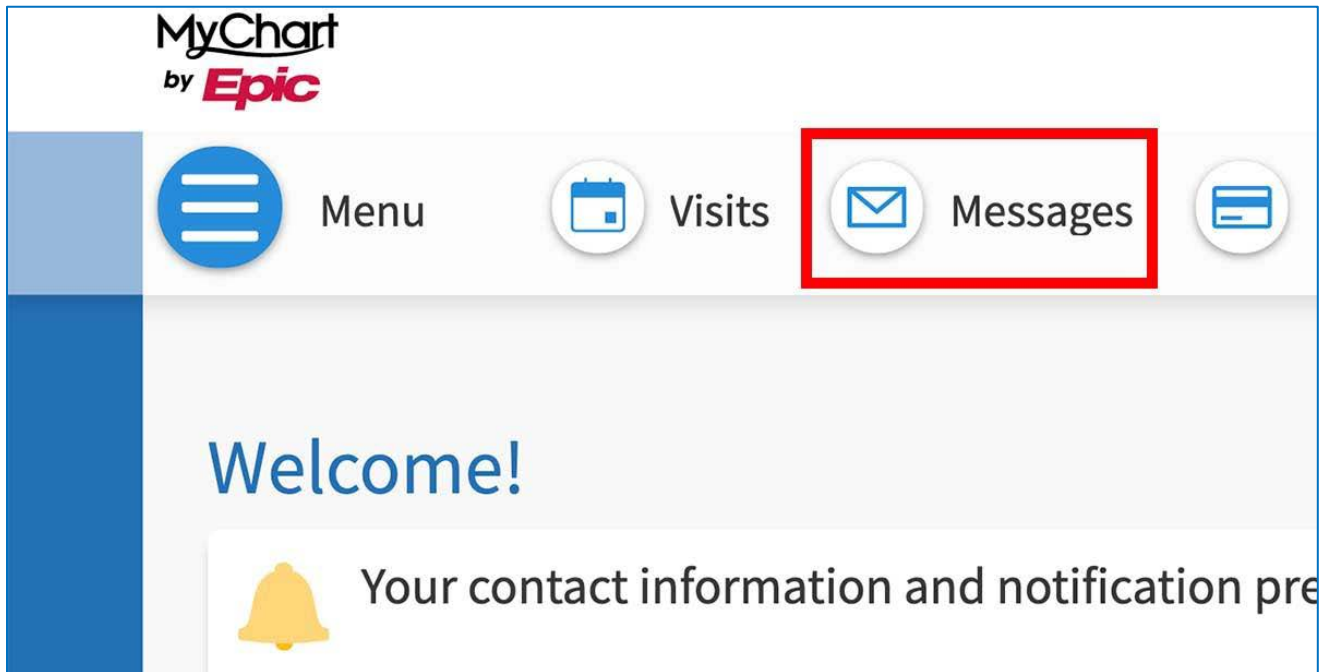 MyChart
by Epic
Menu Visits Messages
Welcome!
Your contact information and notification pre